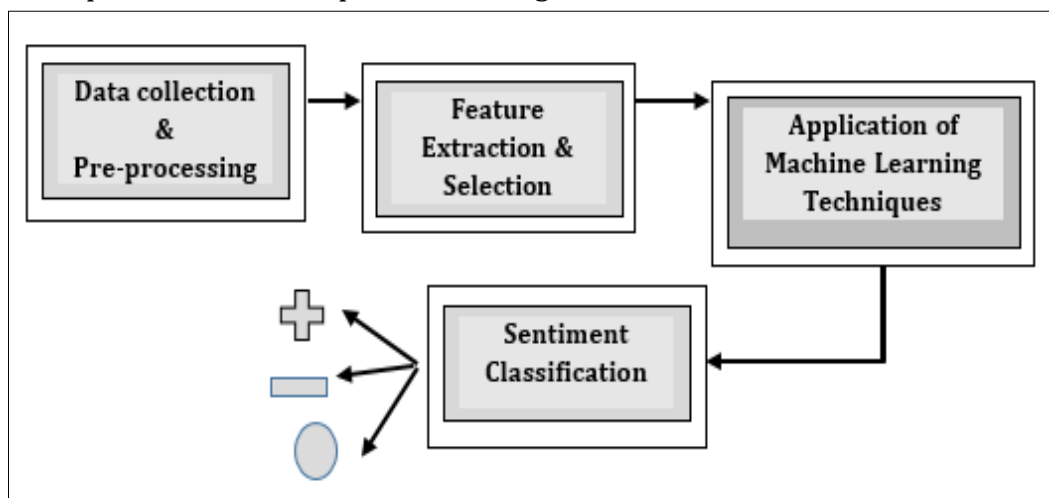 Data collection
&
Pre-processing
Feature
Extraction &
Selection
Application of
Machine Learning
Techniques
Sentiment
Classification